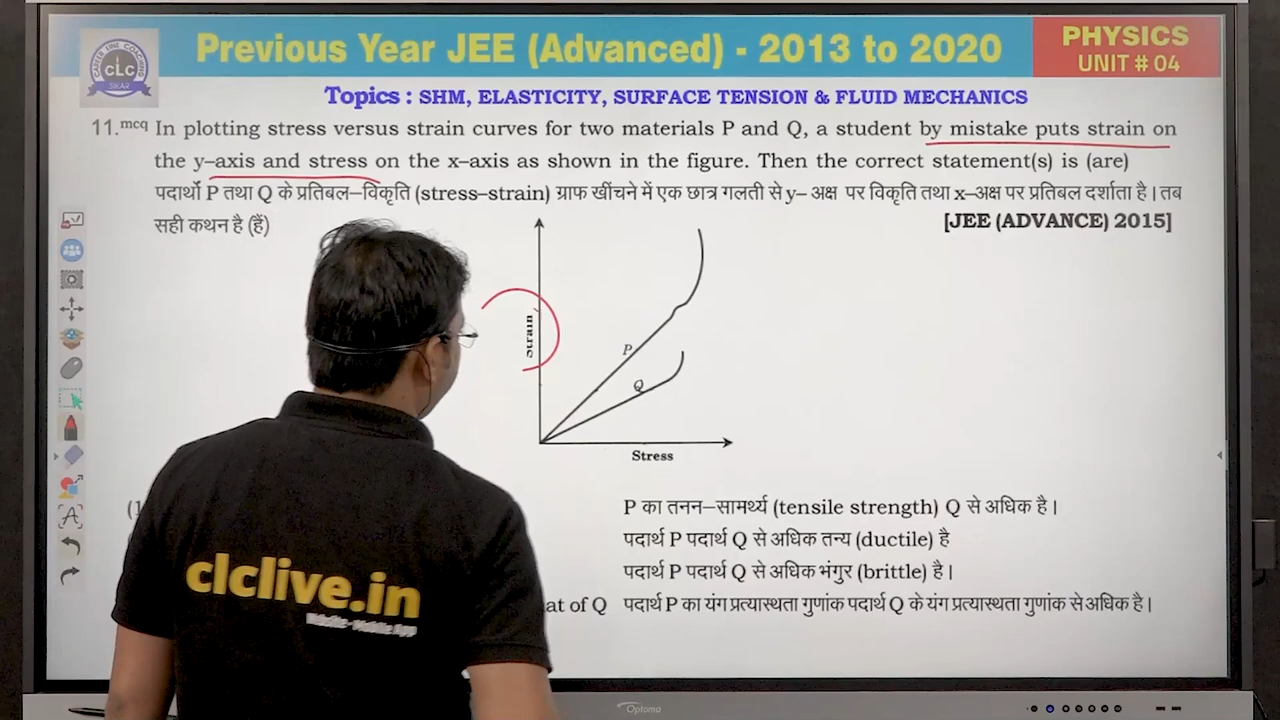 Previous Year JEE (Advanced) - 2013 to 2020
PHYSICS
UNIT # 04
CLC
SIKAR
Topics : SHM, ELASTICITY, SURFACE TENSION & FLUID MECHANICS
11.mcq In plotting stress versus strain curves for two materials P and Q, a student by mistake puts strain on
the y–axis and stress on the x–axis as shown in the figure. Then the correct statement(s) is (are)
पदार्थों P तथा Q के प्रतिबल–विकृति (stress–strain) ग्राफ खींचने में एक छात्र गलती से y– अक्ष पर विकृति तथा x–अक्ष पर प्रतिबल दर्शाता है। तब
सही कथन है (हैं)
[JEE (ADVANCE) 2015]
Strain
P
Q
Stress
(1
P का तनन–सामर्थ्य (tensile strength) Q से अधिक है।
पदार्थ P पदार्थ Q से अधिक तन्य (ductile) है
पदार्थ P पदार्थ Q से अधिक भंगुर (brittle) है।
at of Q पदार्थ P का यंग प्रत्यास्थता गुणांक पदार्थ Q के यंग प्रत्यास्थता गुणांक से अधिक है।
clclive.in
Optoma